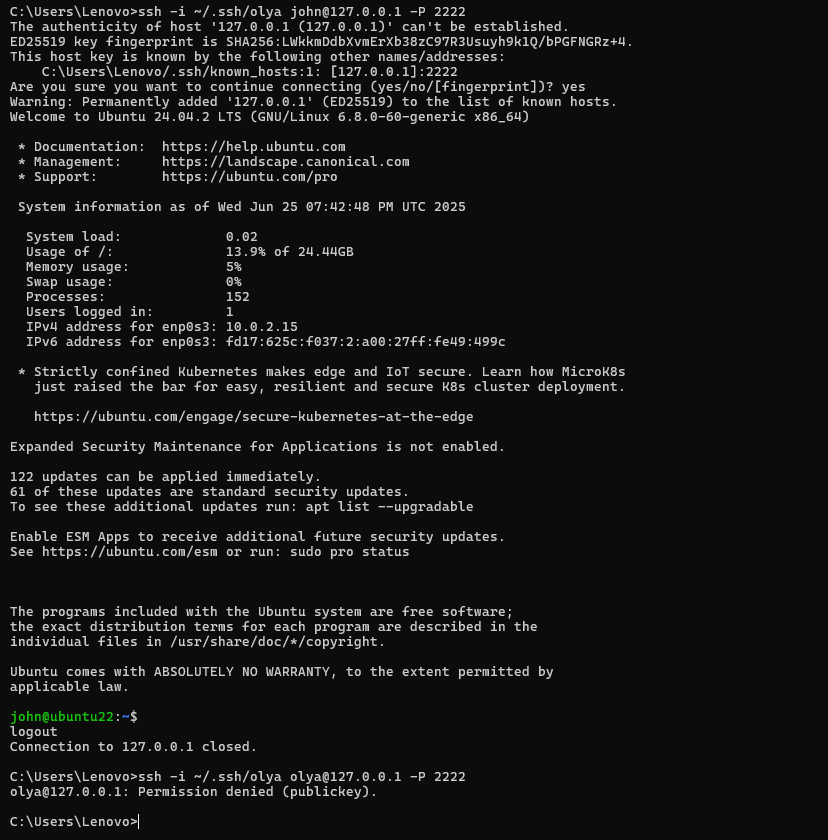 C:\Users\Lenovo>ssh -i ~/.ssh/olya john@127.0.0.1 -P 2222
The authenticity of host '127.0.0.1 (127.0.0.1)' can't be established.
ED25519 key fingerprint is SHA256:LWkkmDdbXvmErXb38zC97R3Usuyh9k1Q/bPGFNGRz+4.
This host key is known by the following other names/addresses:
    C:\Users\Lenovo/.ssh/known_hosts:1: [127.0.0.1]:2222
Are you sure you want to continue connecting (yes/no/[fingerprint])? yes
Warning: Permanently added '127.0.0.1' (ED25519) to the list of known hosts.
Welcome to Ubuntu 24.04.2 LTS (GNU/Linux 6.8.0-60-generic x86_64)

 * Documentation:  https://help.ubuntu.com
 * Management:     https://landscape.canonical.com
 * Support:        https://ubuntu.com/pro

 System information as of Wed Jun 25 07:42:48 PM UTC 2025

  System load:             0.02
  Usage of /:              13.9% of 24.44GB
  Memory usage:            5%
  Swap usage:              0%
  Processes:               152
  Users logged in:         1
  IPv4 address for enp0s3: 10.0.2.15
  IPv6 address for enp0s3: fd17:625c:f037:2:a00:27ff:fe49:499c

 * Strictly confined Kubernetes makes edge and IoT secure. Learn how MicroK8s
   just raised the bar for easy, resilient and secure K8s cluster deployment.

   https://ubuntu.com/engage/secure-kubernetes-at-the-edge

Expanded Security Maintenance for Applications is not enabled.

122 updates can be applied immediately.
61 of these updates are standard security updates.
To see these additional updates run: apt list --upgradable

Enable ESM Apps to receive additional future security updates.
See https://ubuntu.com/esm or run: sudo pro status

The programs included with the Ubuntu system are free software;
the exact distribution terms for each program are described in the
individual files in /usr/share/doc/*/copyright.

Ubuntu comes with ABSOLUTELY NO WARRANTY, to the extent permitted by
applicable law.

john@ubuntu22:~$
logout
Connection to 127.0.0.1 closed.

C:\Users\Lenovo>ssh -i ~/.ssh/olya olya@127.0.0.1 -P 2222
olya@127.0.0.1: Permission denied (publickey).

C:\Users\Lenovo>